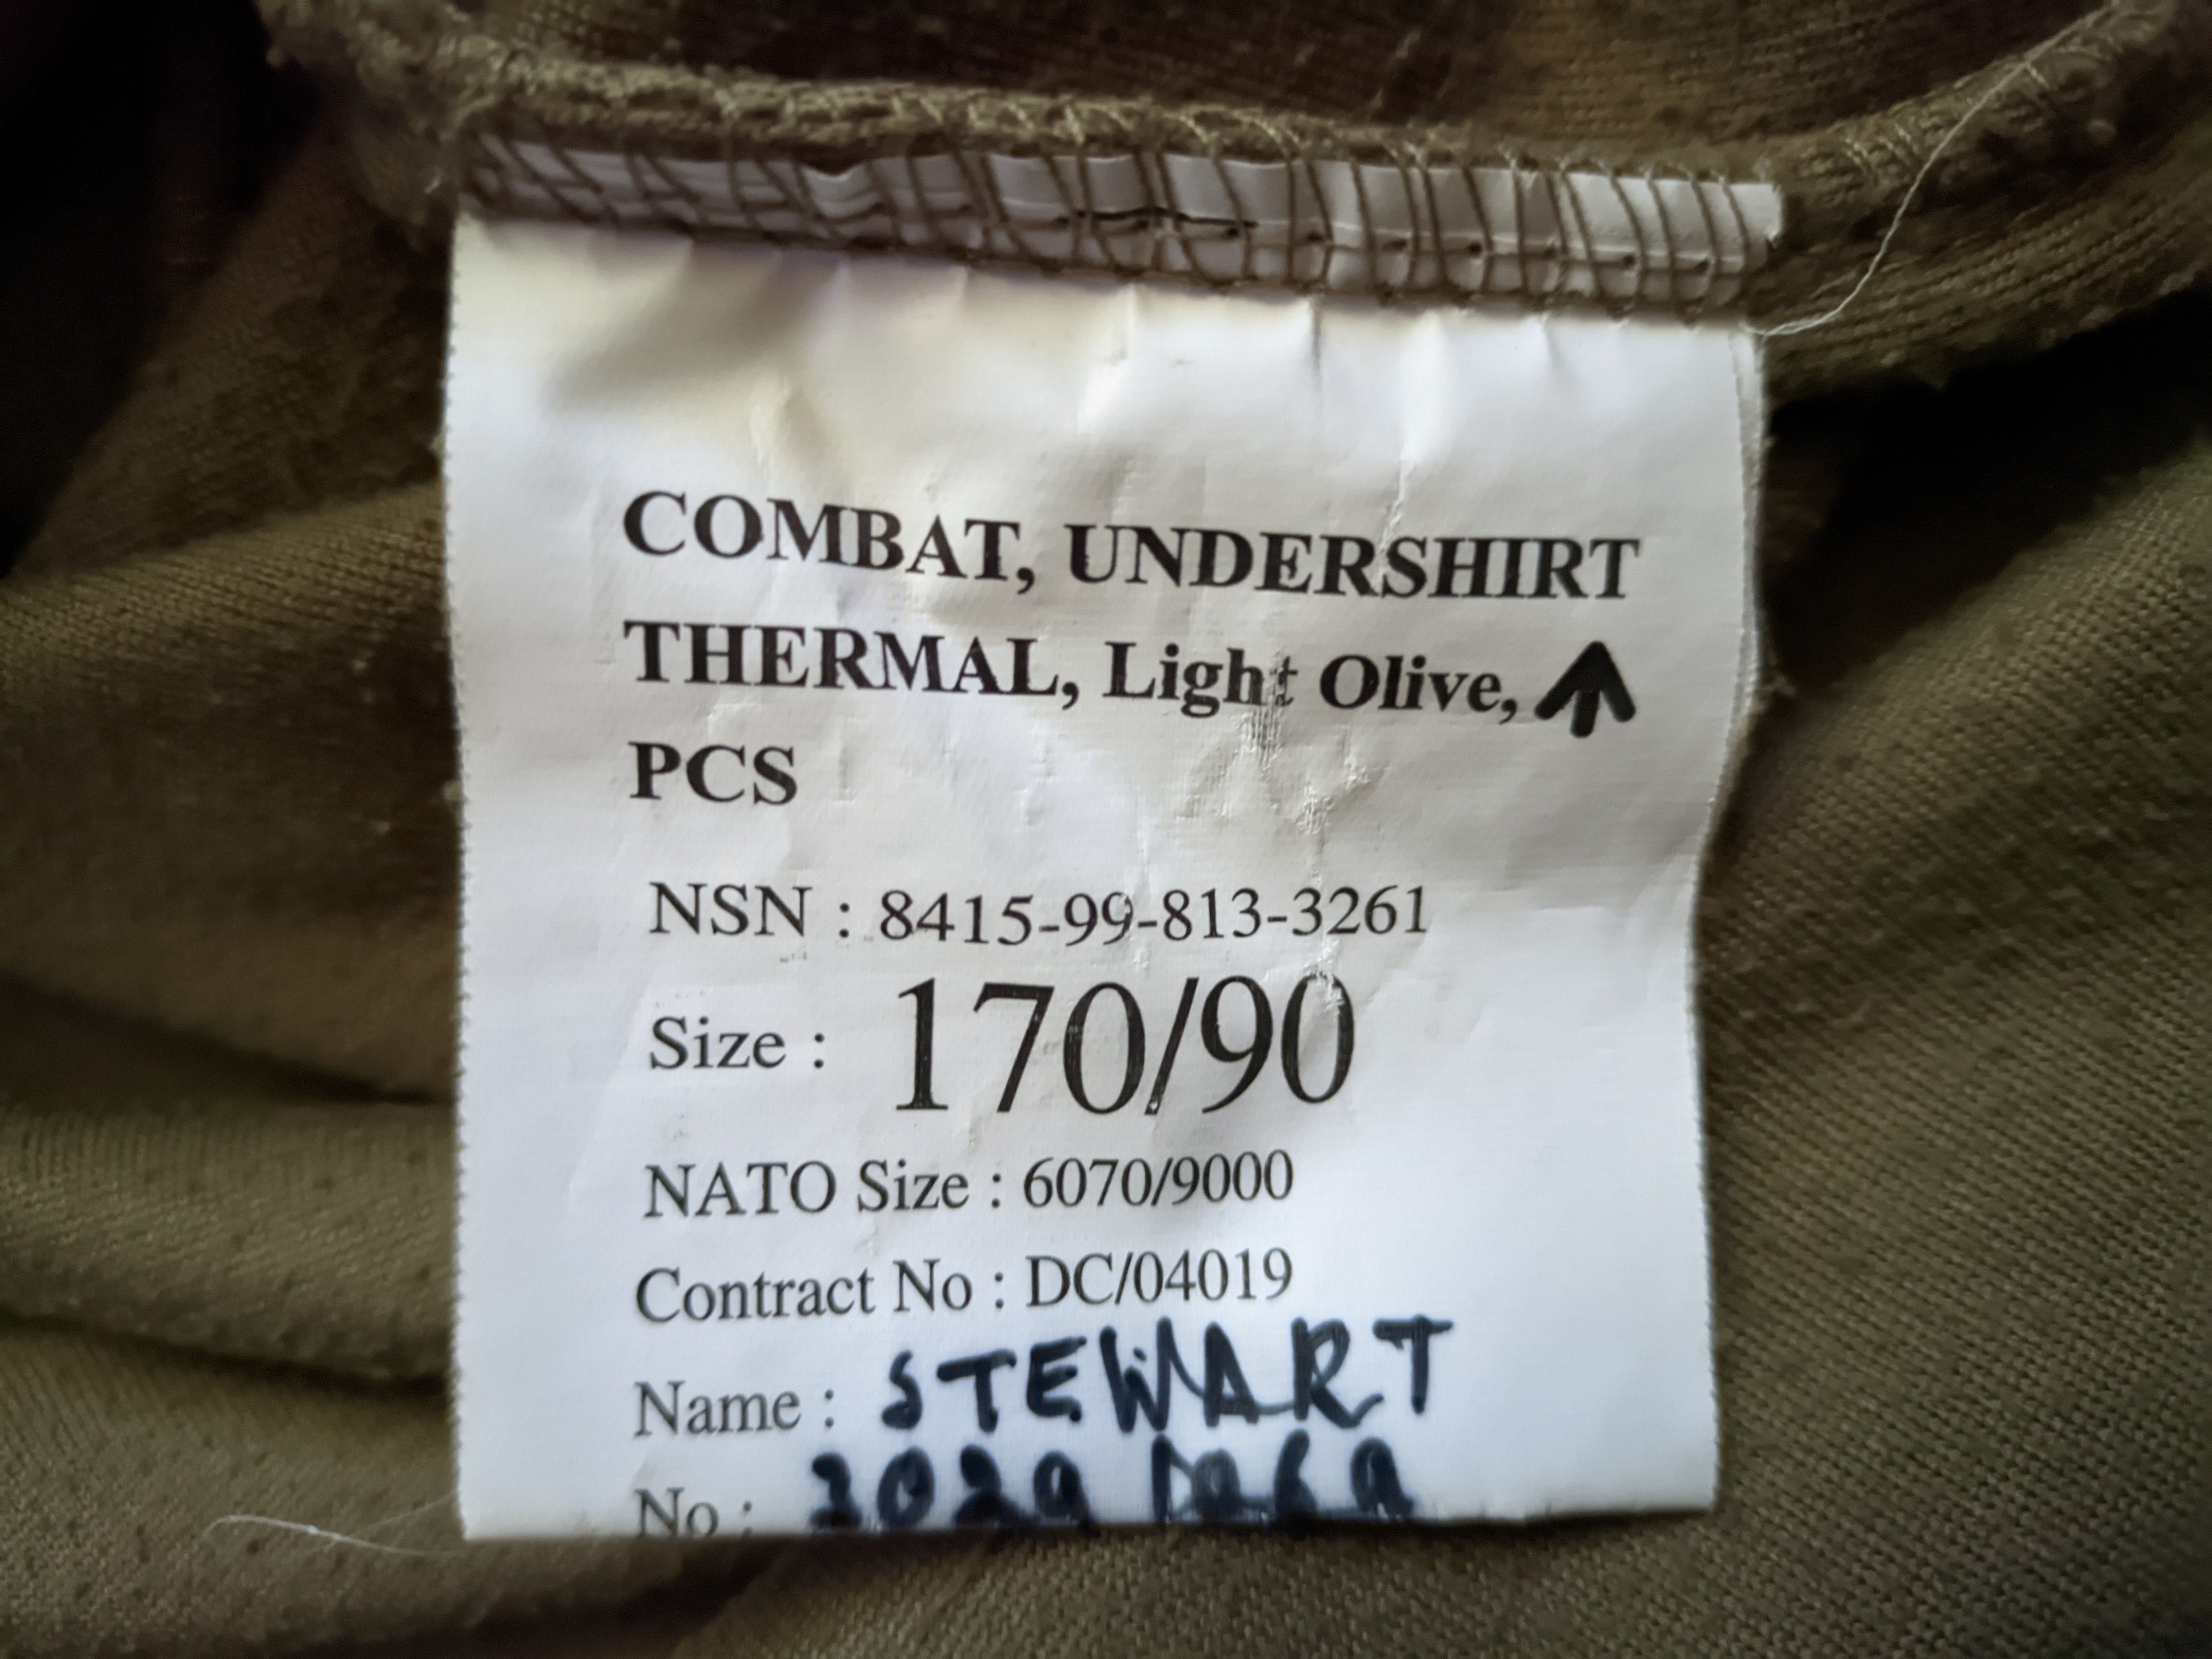 COMBAT, UNDERSHIRT
THERMAL, Light Olive,
PCS
NSN : 8415-99-813-3261
Size : 170/90
NATO Size : 6070/9000
Contract No : DC/04019
Name : STEWART
No :